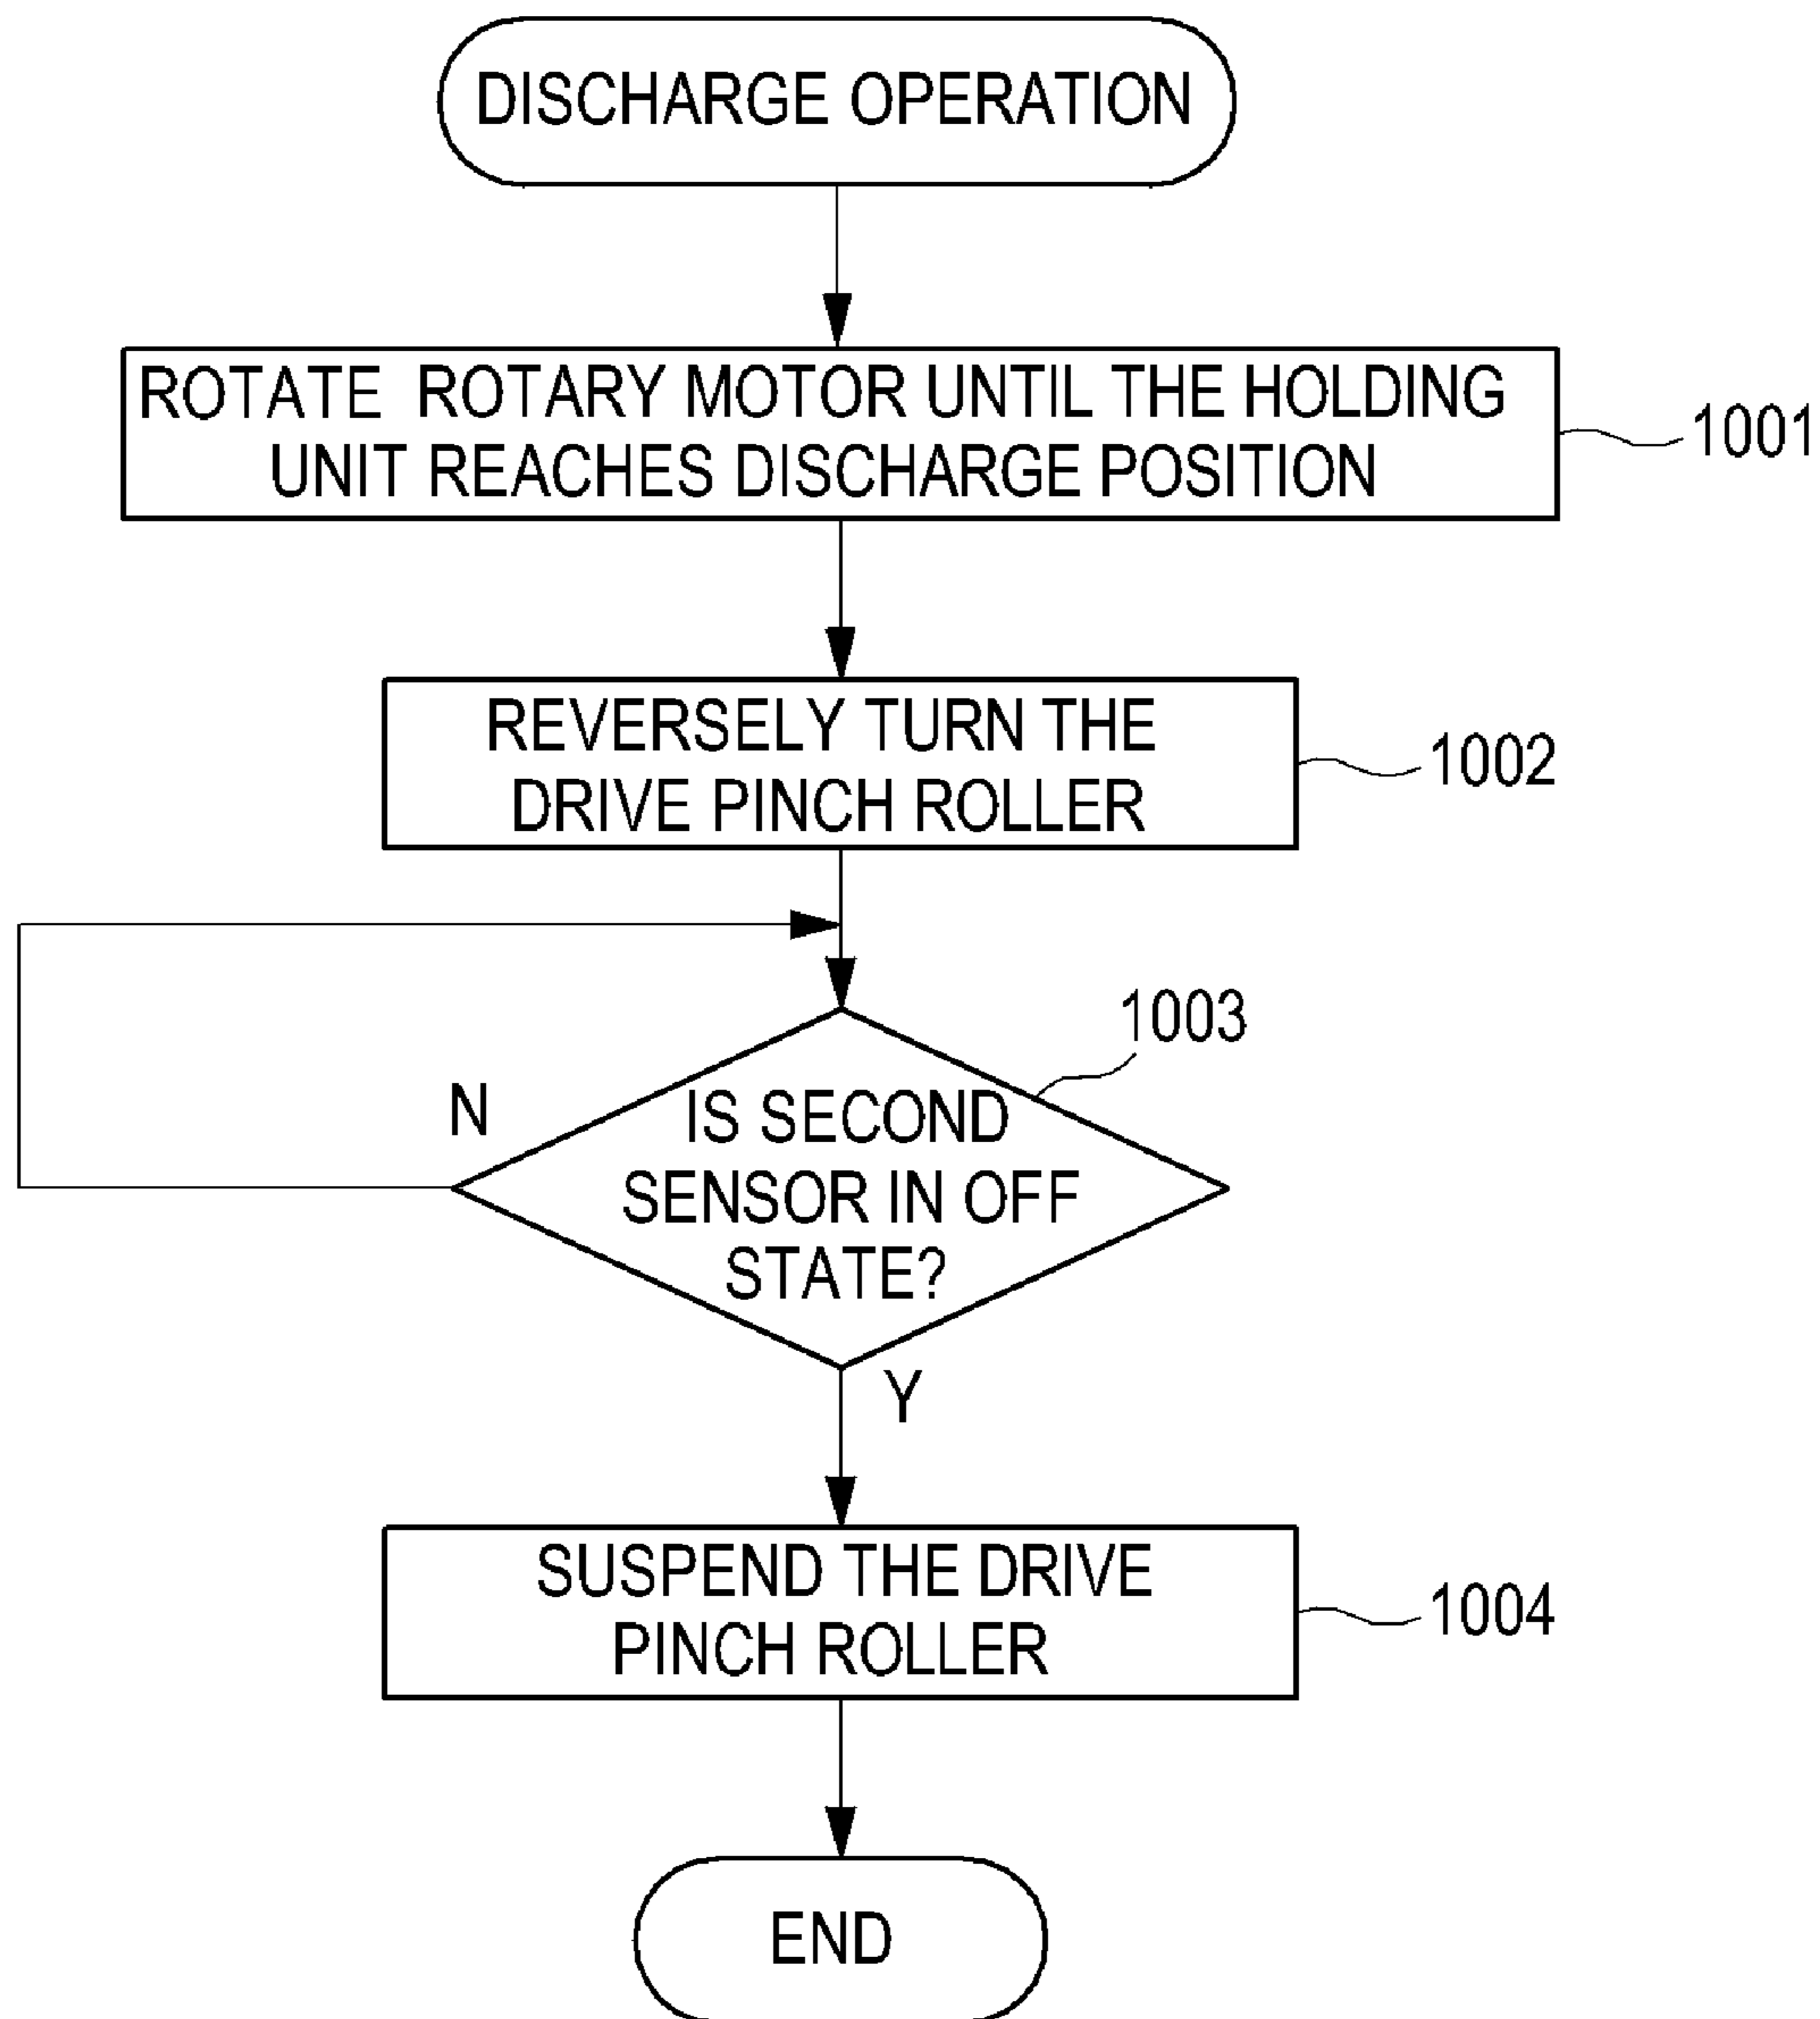 DISCHARGE OPERATION
ROTATE ROTARY MOTOR UNTIL THE HOLDING
UNIT REACHES DISCHARGE POSITION
1001
REVERSELY TURN THE
DRIVE PINCH ROLLER
1002
1003
N
IS SECOND
SENSOR IN OFF
STATE?
Y
SUSPEND THE DRIVE
PINCH ROLLER
1004
END